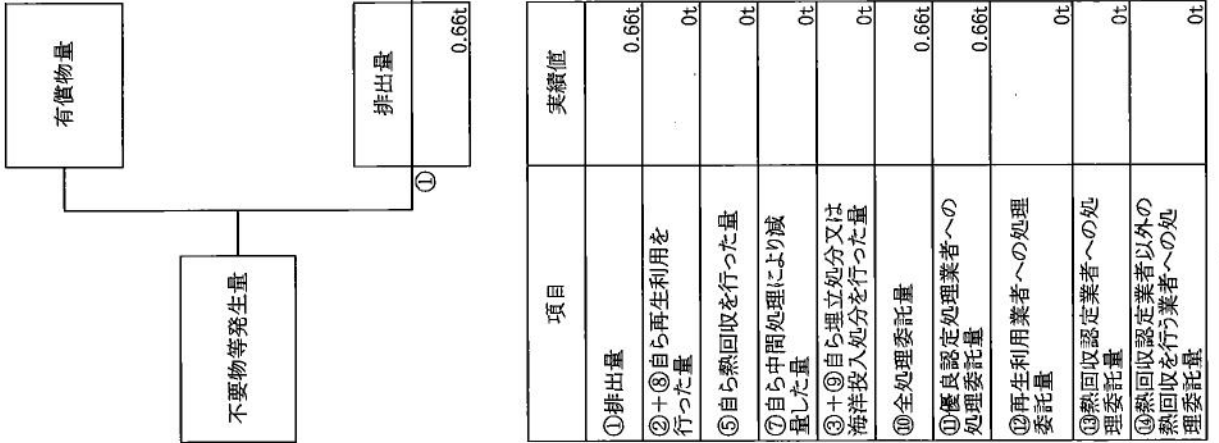 不要物等発生量
有償物量
①
排出量
0.66t
項目
実績値
①排出量
0.66t
②+⑧自ら再生利用を
行った量
0t
⑤自ら熱回収を行った量
0t
⑦自ら中間処理により減
量した量
0t
③+⑨自ら埋立処分又は
海洋投入処分を行った量
0t
⑩全処理委託量
0.66t
⑪優良認定処理業者への
処理委託量
0.66t
⑫再生利用業者への処理
委託量
0t
⑬熱回収認定業者への処
理委託量
0t
⑭熱回収認定業者以外の
熱回収を行う業者への処
理委託量
0t